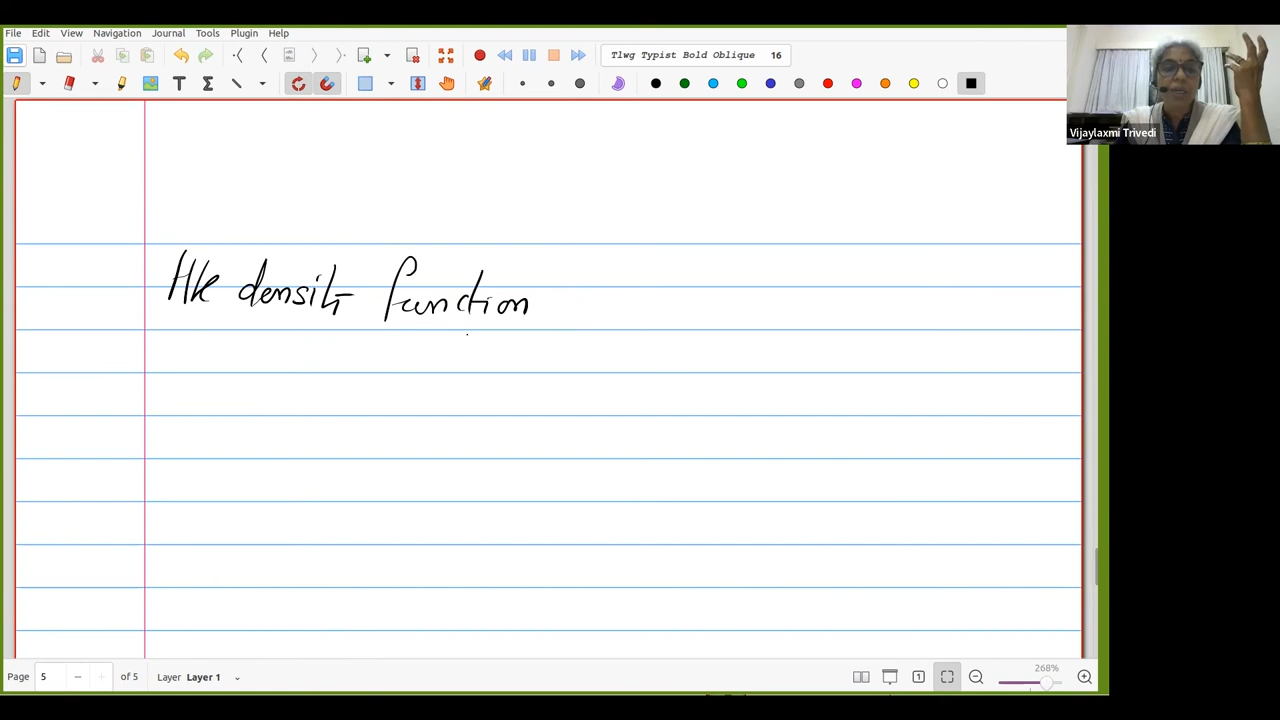 File Edit View Navigation Journal Tools Plugin Help
Tlwg Typist Bold Oblique 16
Vijaylaxmi Trivedi
HK density function
Page 5 of 5 Layer Layer 1
268%